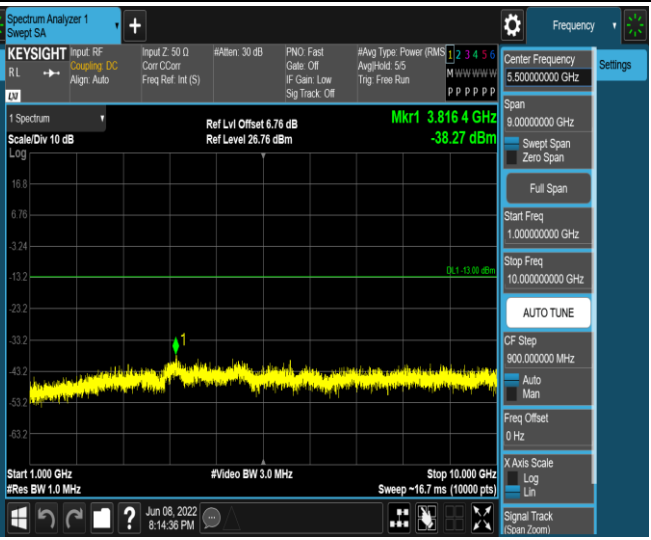 Spectrum Analyzer 1
Swept SA
+
Frequency
KEYSIGHT
RL
Input: RF
Coupling: DC
Align: Auto
Input Z: 50 Ω
Corr CCorr
Freq Ref: Int (S)
#Atten: 30 dB
PNO: Fast
Gate: Off
IF Gain: Low
Sig Track: Off
#Avg Type: Power (RMS
Avg|Hold: 5/5
Trig: Free Run
1 2 3 4 5 6
M W W W W W
P P P P P P
LXI
1 Spectrum
Scale/Div 10 dB
Log
Ref Lvl Offset 6.76 dB
Ref Level 26.76 dBm
Mkr1 3.816 4 GHz
-38.27 dBm
16.8
6.76
-3.24
-13.2
-23.2
-33.2
-43.2
-53.2
-63.2
DL1 -13.00 dBm
1
Start 1.000 GHz
#Res BW 1.0 MHz
#Video BW 3.0 MHz
Stop 10.000 GHz
Sweep ~16.7 ms (10000 pts)
?
Jun 08, 2022
8:14:36 PM
Center Frequency
5.500000000 GHz
Span
9.00000000 GHz
Swept Span
Zero Span
Full Span
Start Freq
1.000000000 GHz
Stop Freq
10.000000000 GHz
AUTO TUNE
CF Step
900.000000 MHz
Auto
Man
Freq Offset
0 Hz
X Axis Scale
Log
Lin
Signal Track
(Span Zoom)
Settings